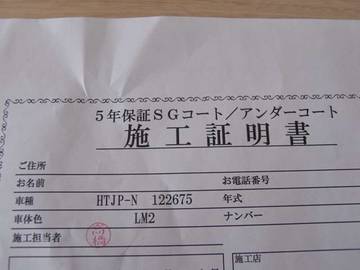 5年保証SGコート/アンダーコート
施工証明書
ご住所
お名前 お電話番号
車種 HTJP-N 122675 年式
車体色 LM2 ナンバー
施工担当者 高橋
施工店